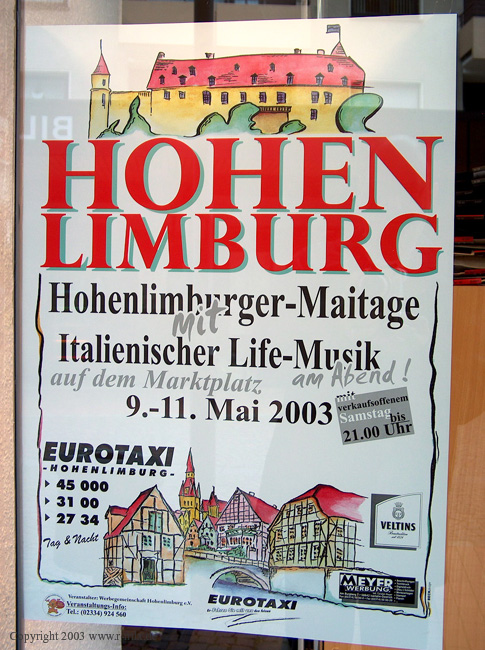 HOHEN
LIMBURG
Hohenlimburger-Maitage
mit
Italienischer Life-Musik
auf dem Marktplatz am Abend!
9.-11. Mai 2003
mit
verkaufsoffenem
Samstag bis
21.00 Uhr
EUROTAXI
-HOHENLIMBURG-
45 000
31 00
27 34
Tag & Nacht
VELTINS
EUROTAXI
MEYER
WERBUNG
Veranstalter: Werbegemeinschaft Hohenlimburg e.V.
Veranstaltungs-Info:
Tel.: (02334) 924 560
Copyright 2003 www.